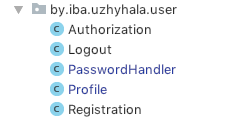 by.iba.uzhyhala.user
Authorization
Logout
PasswordHandler
Profile
Registration